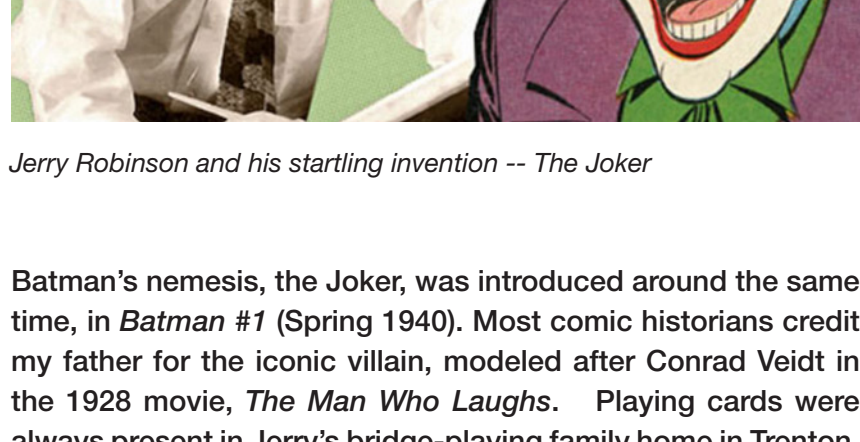 Jerry Robinson and his startling invention -- The Joker
Batman’s nemesis, the Joker, was introduced around the same
time, in Batman #1 (Spring 1940). Most comic historians credit
my father for the iconic villain, modeled after Conrad Veidt in
the 1928 movie, The Man Who Laughs. Playing cards were
always present in Jerry’s bridge-playing family home in Trenton,